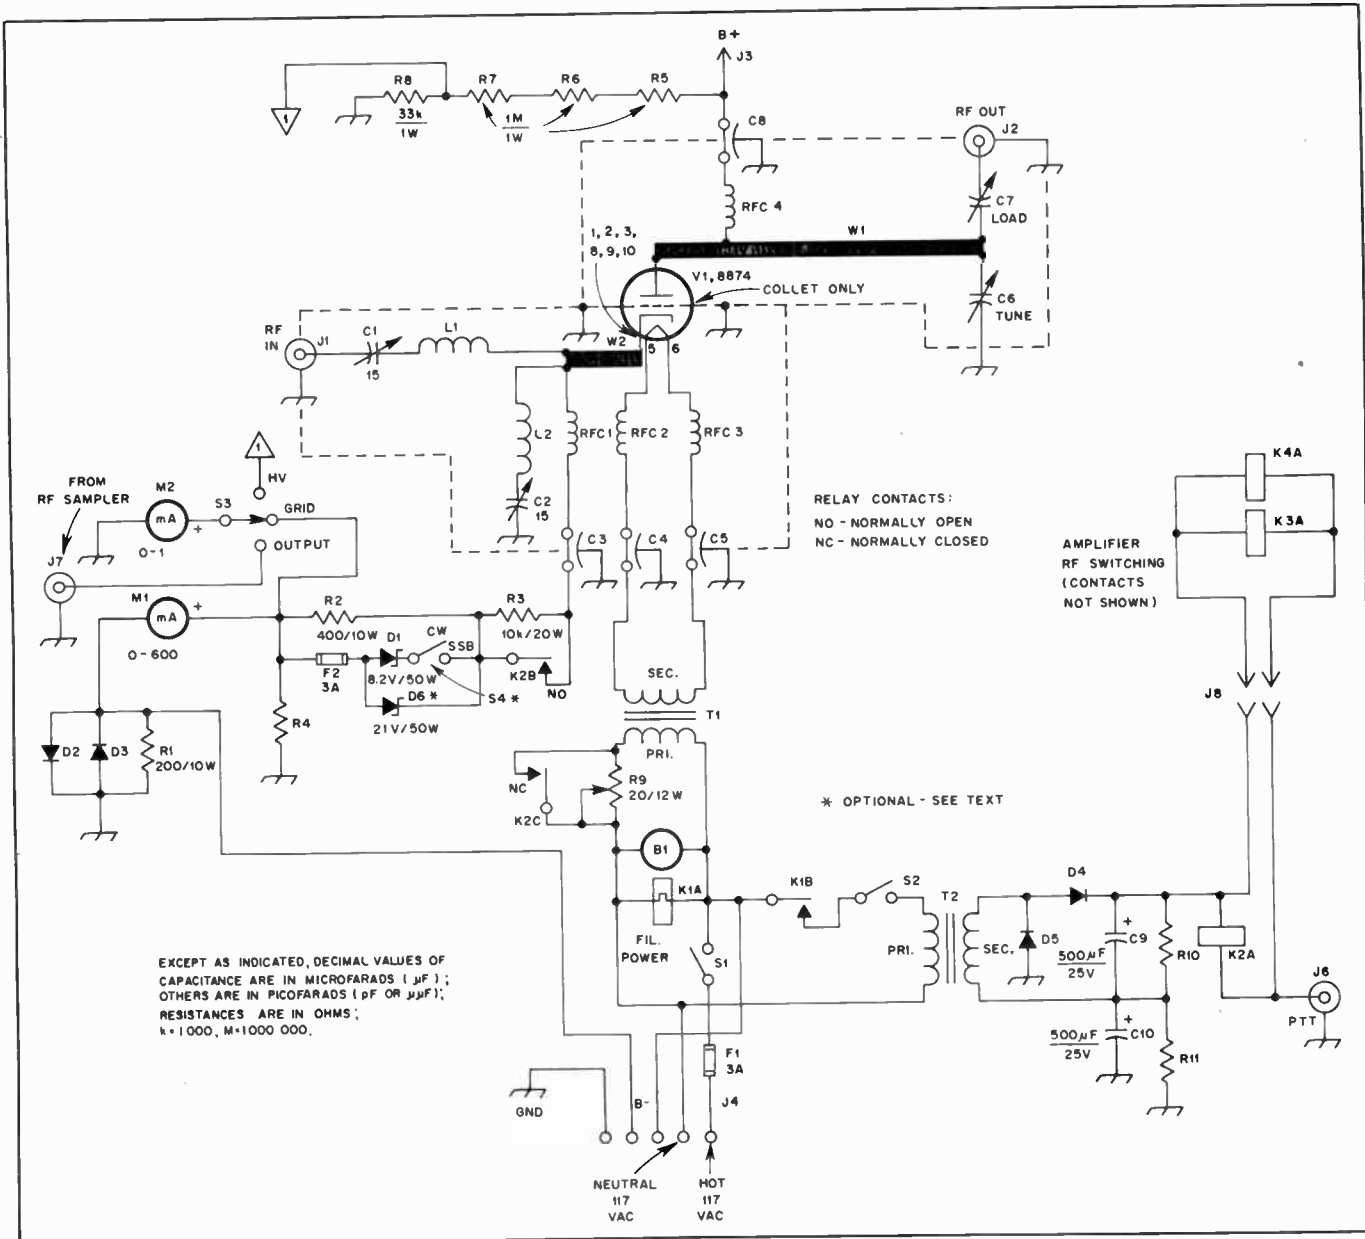 B+
J3
R8
R7
R6
R5
33k
1W
1M
1W
1
C8
RF OUT
J2
C7
LOAD
RFC 4
W1
1, 2, 3,
8, 9, 10
V1, 8874
COLLET ONLY
C6
TUNE
RF
IN
J1
C1
15
L1
W2
5
6
L2
RFC1
RFC 2
RFC 3
C2
15
C3
C4
C5
1
HV
FROM
RF SAMPLER
M2
mA
+
0-1
S3
GRID
OUTPUT
J7
M1
mA
+
0-600
R2
400/10W
R3
10k/20W
D1
CW
SSB
8.2V/50W
F2
3A
D6 *
S4 *
21V/50W
K2B
NO
R4
D2
D3
R1
200/10W
RELAY CONTACTS:
NO - NORMALLY OPEN
NC - NORMALLY CLOSED
K4A
K3A
AMPLIFIER
RF SWITCHING
(CONTACTS
NOT SHOWN)
J8
SEC.
T1
PRI.
NC
K2C
R9
20/12W
* OPTIONAL - SEE TEXT
B1
K1A
FIL.
POWER
S1
K1B
S2
T2
PRI.
SEC.
D4
D5
+
C9
500µF
25V
R10
K2A
J6
PTT
+
C10
500µF
25V
R11
EXCEPT AS INDICATED, DECIMAL VALUES OF
CAPACITANCE ARE IN MICROFARADS ( µF ) ;
OTHERS ARE IN PICOFARADS ( pF OR µµF );
RESISTANCES ARE IN OHMS ;
k=1000, M=1000 000.
F1
3A
GND
B-
J4
NEUTRAL
117
VAC
HOT
117
VAC